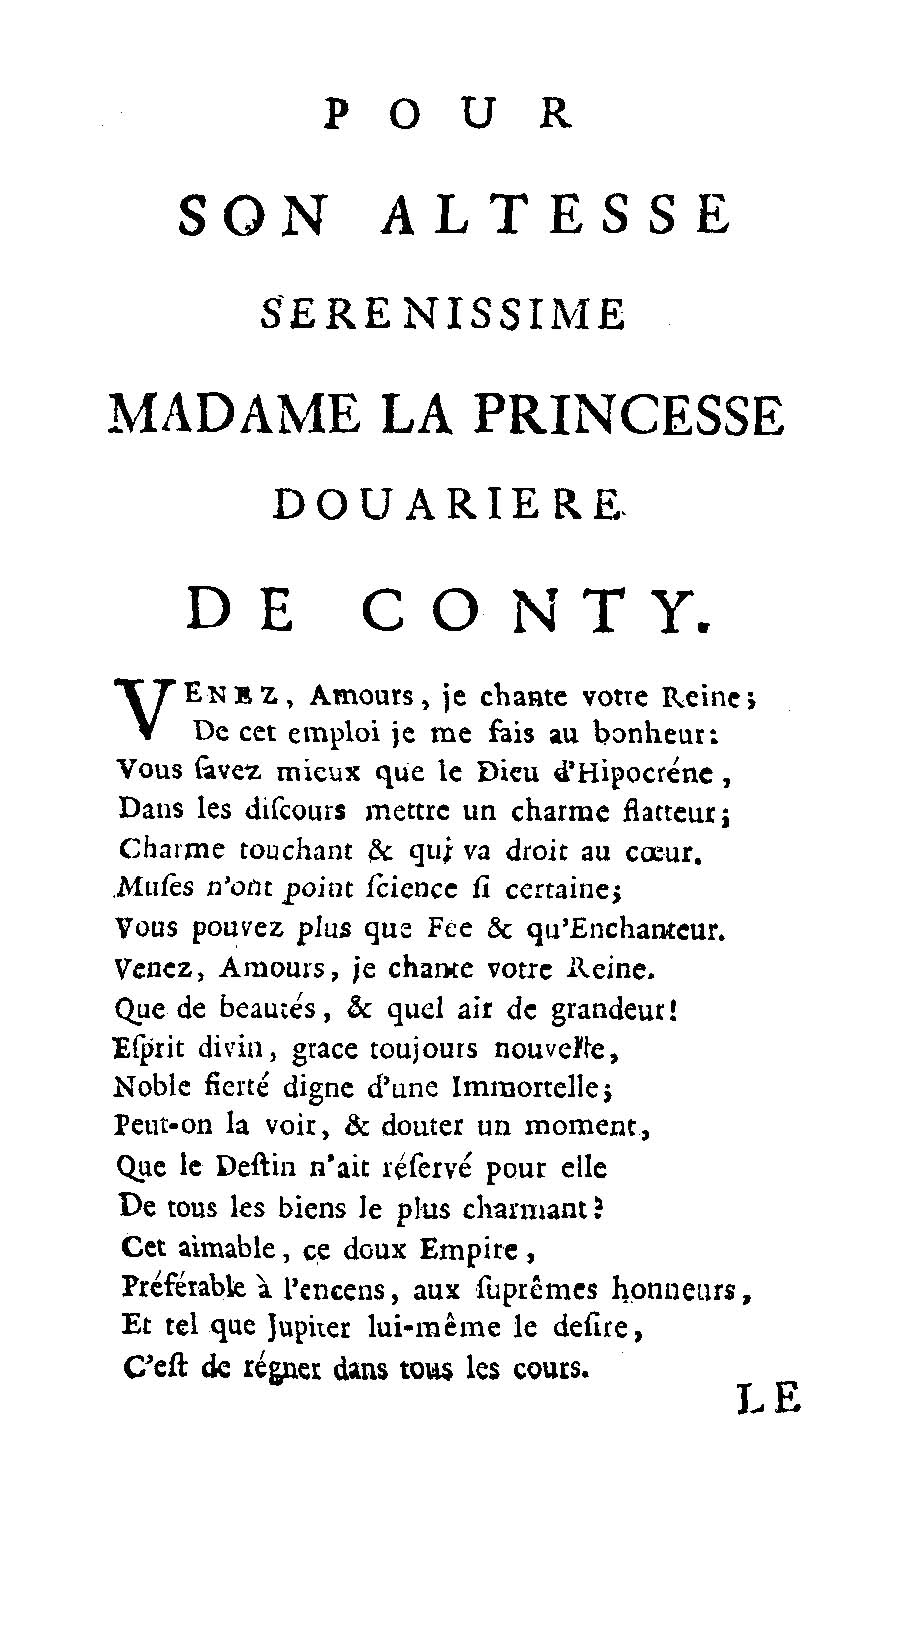 POUR
SON ALTESSE
SERENISSIME
MADAME LA PRINCESSE
DOUARIERE
DE CONTY.
VENEZ, Amours, je chante votre Reine;
De cet emploi je me fais au bonheur:
Vous ſavez mieux que le Dieu d'Hipocréne,
Dans les diſcours mettre un charme flatteur;
Charme touchant & qui va droit au cœur.
Muſes n'ont point ſcience ſi certaine;
Vous pouvez plus que Fée & qu'Enchanteur.
Venez, Amours, je chante votre Reine.
Que de beautés, & quel air de grandeur!
Eſprit divin, grace toujours nouvelle,
Noble fierté digne d'une Immortelle;
Peut-on la voir, & douter un moment,
Que le Deſtin n'ait réſervé pour elle
De tous les biens le plus charmant?
Cet aimable, ce doux Empire,
Préférable à l'encens, aux ſuprêmes honneurs,
Et tel que Jupiter lui-même le deſire,
C'eſt de régner dans tous les cours.
LE